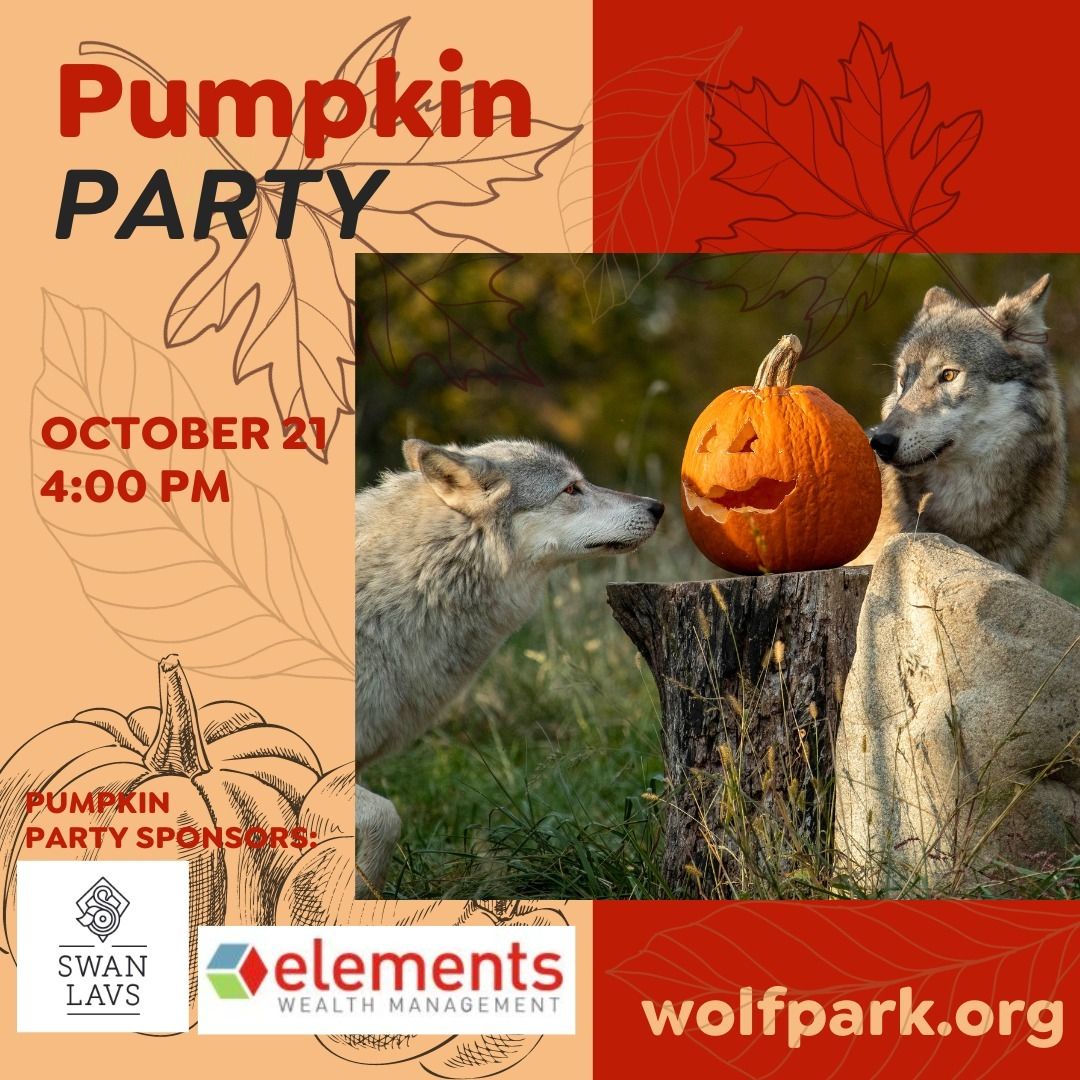 Pumpkin
PARTY
OCTOBER 21
4:00 PM
PUMPKIN
PARTY SPONSORS:
SWAN
LAVS
elements
WEALTH MANAGEMENT
wolfpark.org